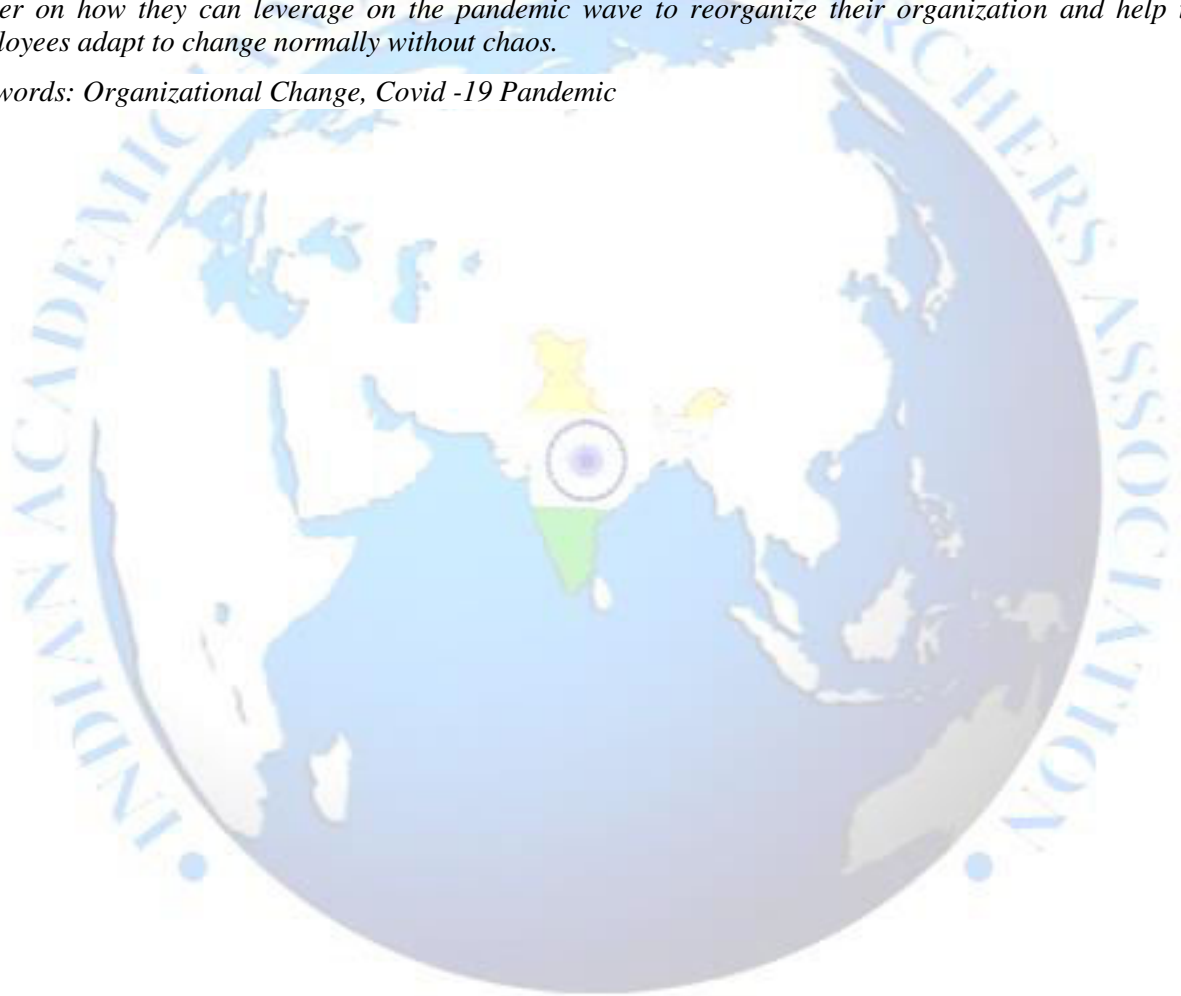 er on how they can leverage on the pandemic wave to reorganize their organization and help
loyees adapt to change normally without chaos.
words: Organizational Change, Covid -19 Pandemic
INDIAN ACADEMIC RCHERS ASSOCIATION